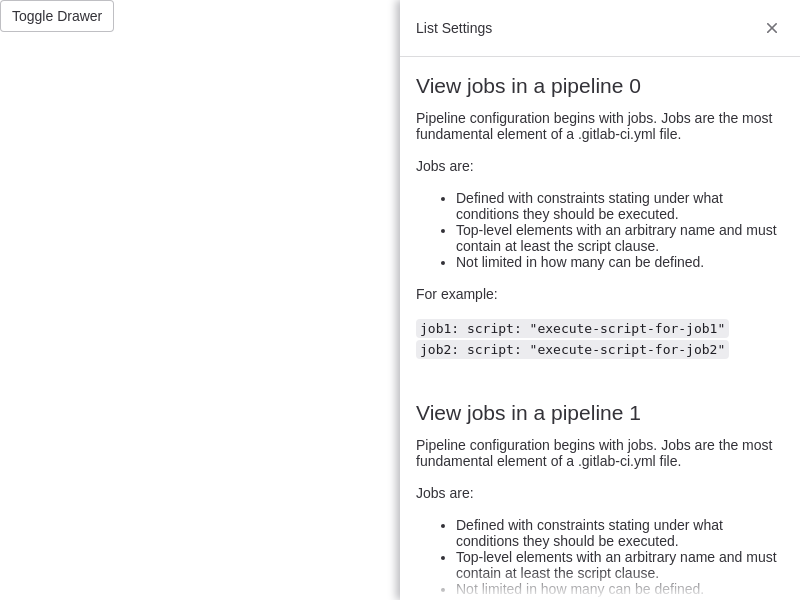 Toggle Drawer
List Settings
View jobs in a pipeline 0
Pipeline configuration begins with jobs. Jobs are the most
fundamental element of a .gitlab-ci.yml file.
Jobs are:
Defined with constraints stating under what
conditions they should be executed.
Top-level elements with an arbitrary name and must
contain at least the script clause.
Not limited in how many can be defined.
For example:
job1: script: "execute-script-for-job1"
job2: script: "execute-script-for-job2"
View jobs in a pipeline 1
Pipeline configuration begins with jobs. Jobs are the most
fundamental element of a .gitlab-ci.yml file.
Jobs are:
Defined with constraints stating under what
conditions they should be executed.
Top-level elements with an arbitrary name and must
contain at least the script clause.
Not limited in how many can be defined.